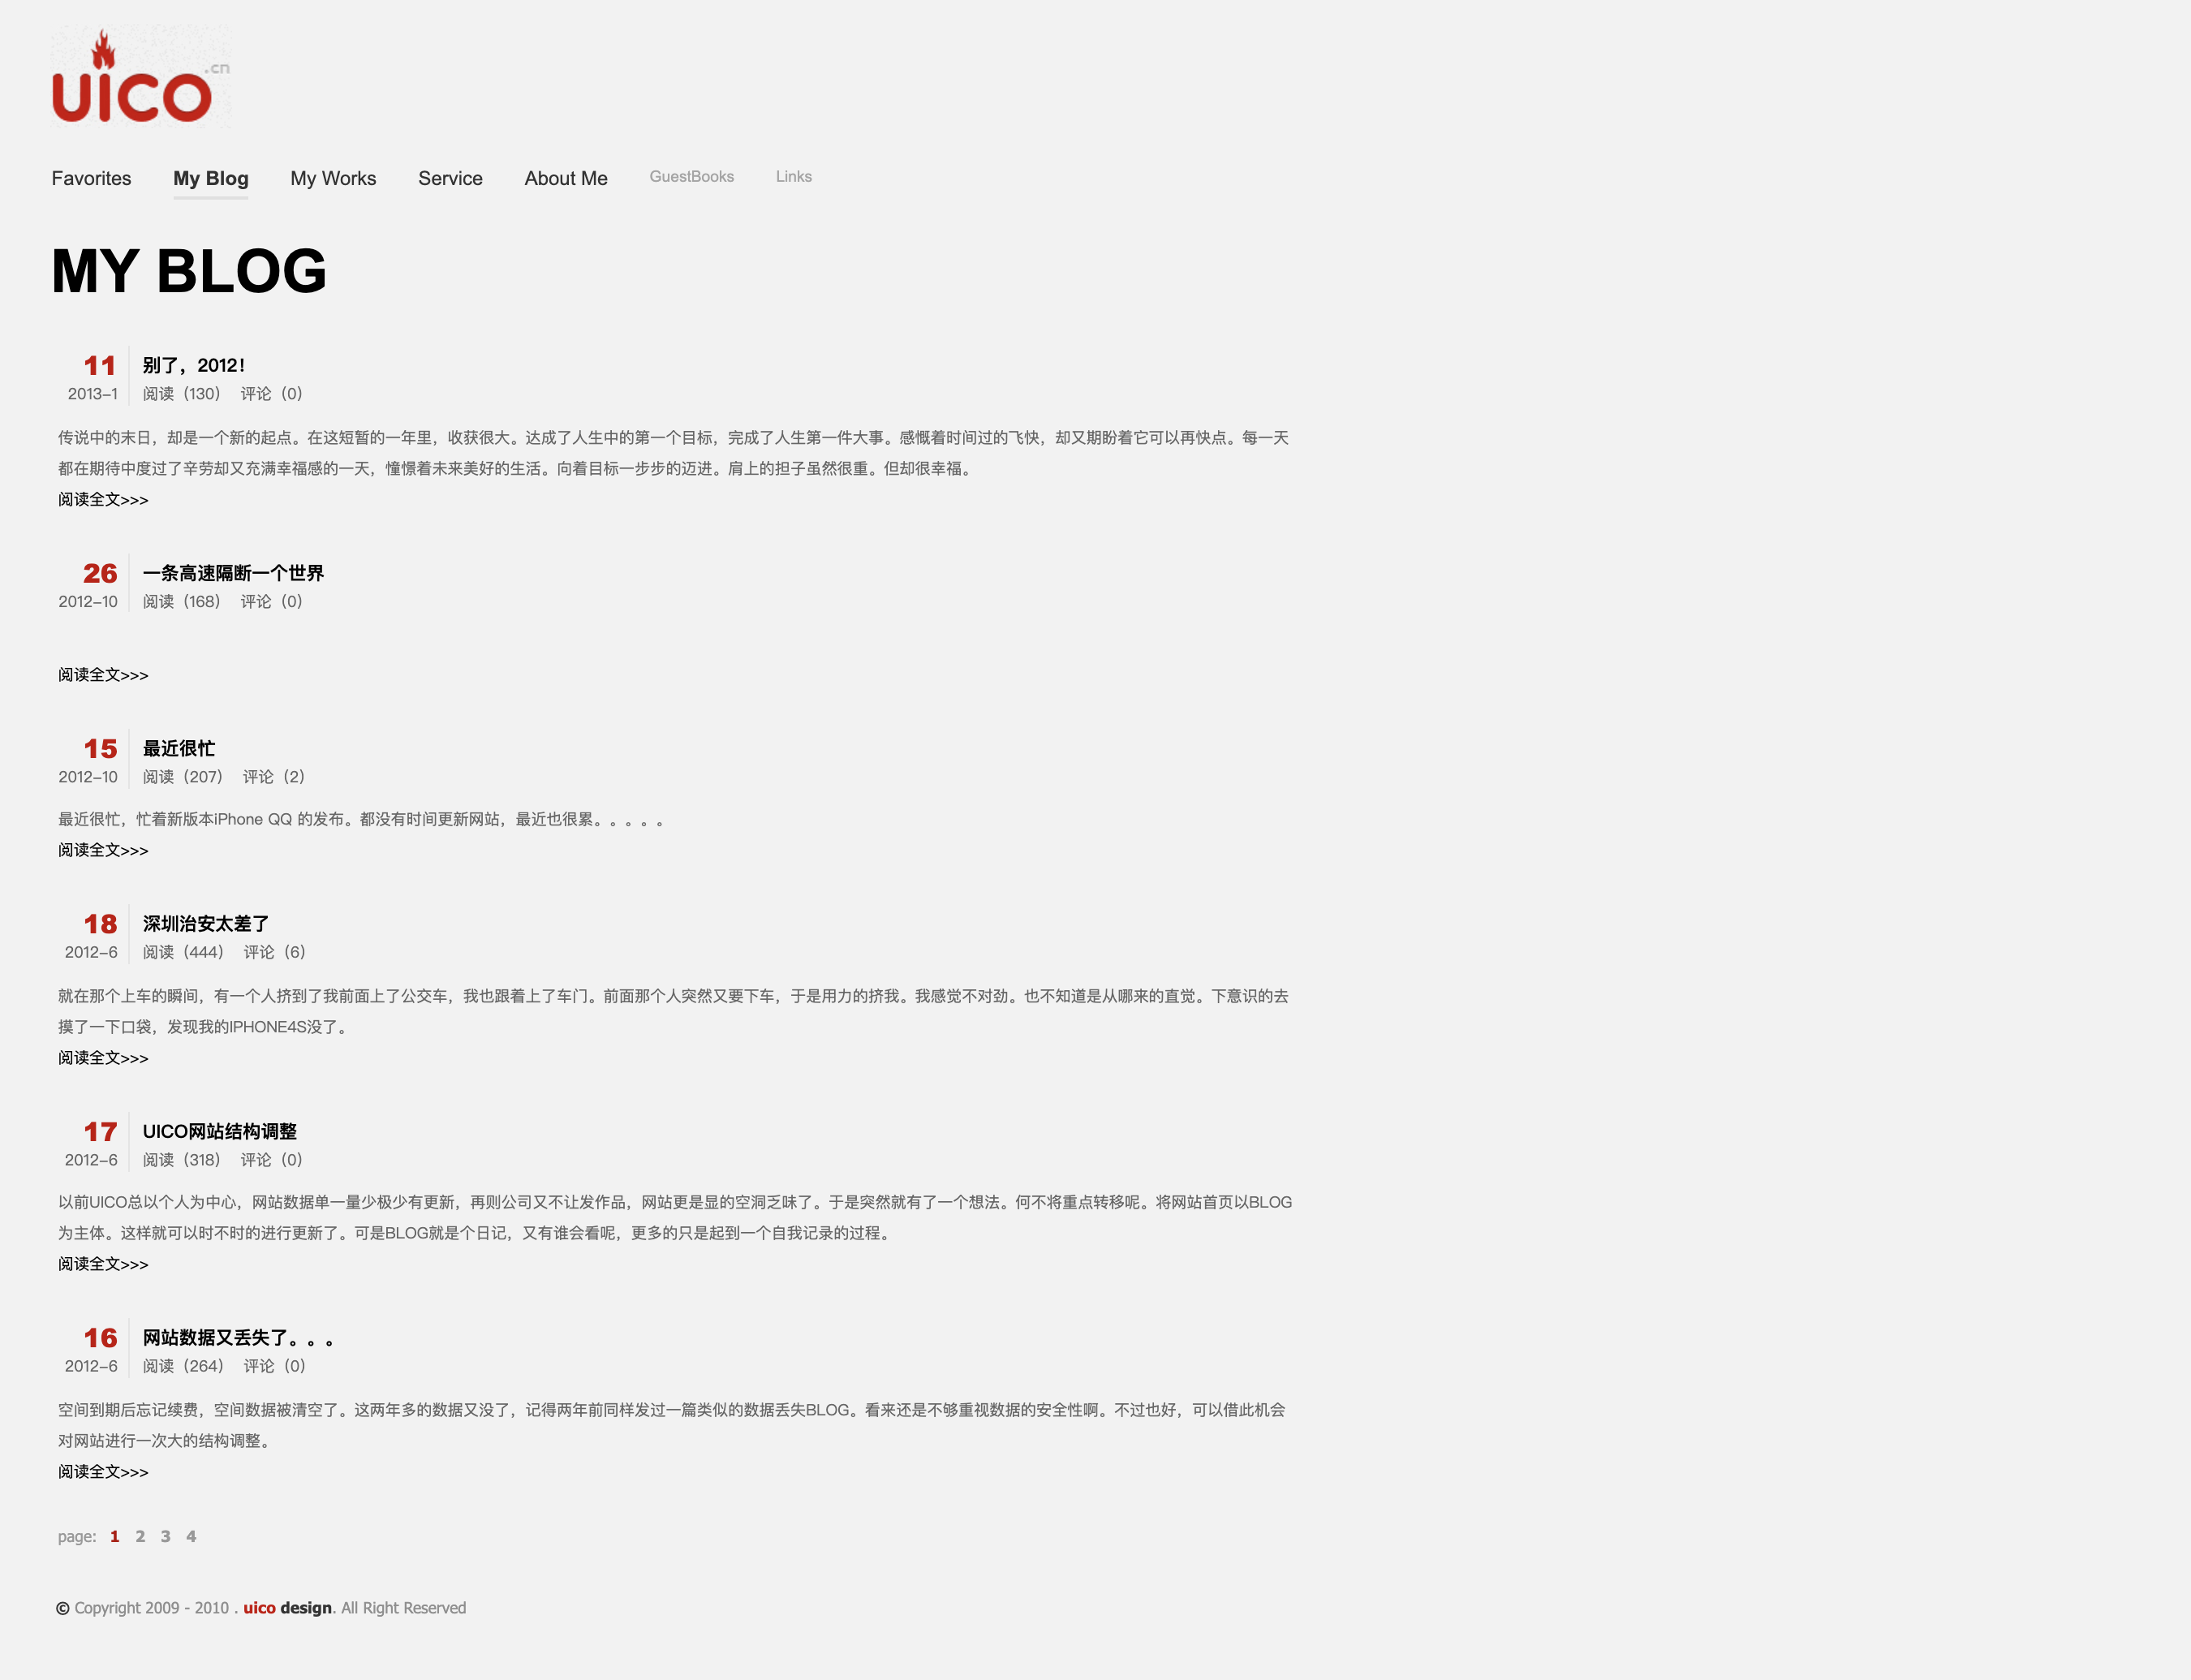 uico.cn
Favorites My Blog My Works Service About Me GuestBooks Links
MY BLOG
11 别了，2012！
2013-1 阅读（130） 评论（0）
传说中的末日，却是一个新的起点。在这短暂的一年里，收获很大。达成了人生中的第一个目标，完成了人生第一件大事。感慨着时间过的飞快，却又期盼着它可以再快点。每一天
都在期待中度过了辛劳却又充满幸福感的一天，憧憬着未来美好的生活。向着目标一步步的迈进。肩上的担子虽然很重。但却很幸福。
阅读全文>>>
26 一条高速隔断一个世界
2012-10 阅读（168） 评论（0）
阅读全文>>>
15 最近很忙
2012-10 阅读（207） 评论（2）
最近很忙，忙着新版本iPhone QQ 的发布。都没有时间更新网站，最近也很累。。。。。
阅读全文>>>
18 深圳治安太差了
2012-6 阅读（444） 评论（6）
就在那个上车的瞬间，有一个人挤到了我前面上了公交车，我也跟着上了车门。前面那个人突然又要下车，于是用力的挤我。我感觉不对劲。也不知道是从哪来的直觉。下意识的去
摸了一下口袋，发现我的IPHONE4S没了。
阅读全文>>>
17 UICO网站结构调整
2012-6 阅读（318） 评论（0）
以前UICO总以个人为中心，网站数据单一量少极少有更新，再则公司又不让发作品，网站更是显的空洞乏味了。于是突然就有了一个想法。何不将重点转移呢。将网站首页以BLOG
为主体。这样就可以时不时的进行更新了。可是BLOG就是个日记，又有谁会看呢，更多的只是起到一个自我记录的过程。
阅读全文>>>
16 网站数据又丢失了。。。
2012-6 阅读（264） 评论（0）
空间到期后忘记续费，空间数据被清空了。这两年多的数据又没了，记得两年前同样发过一篇类似的数据丢失BLOG。看来还是不够重视数据的安全性啊。不过也好，可以借此机会
对网站进行一次大的结构调整。
阅读全文>>>
page: 1 2 3 4
© Copyright 2009 - 2010 . uico design. All Right Reserved